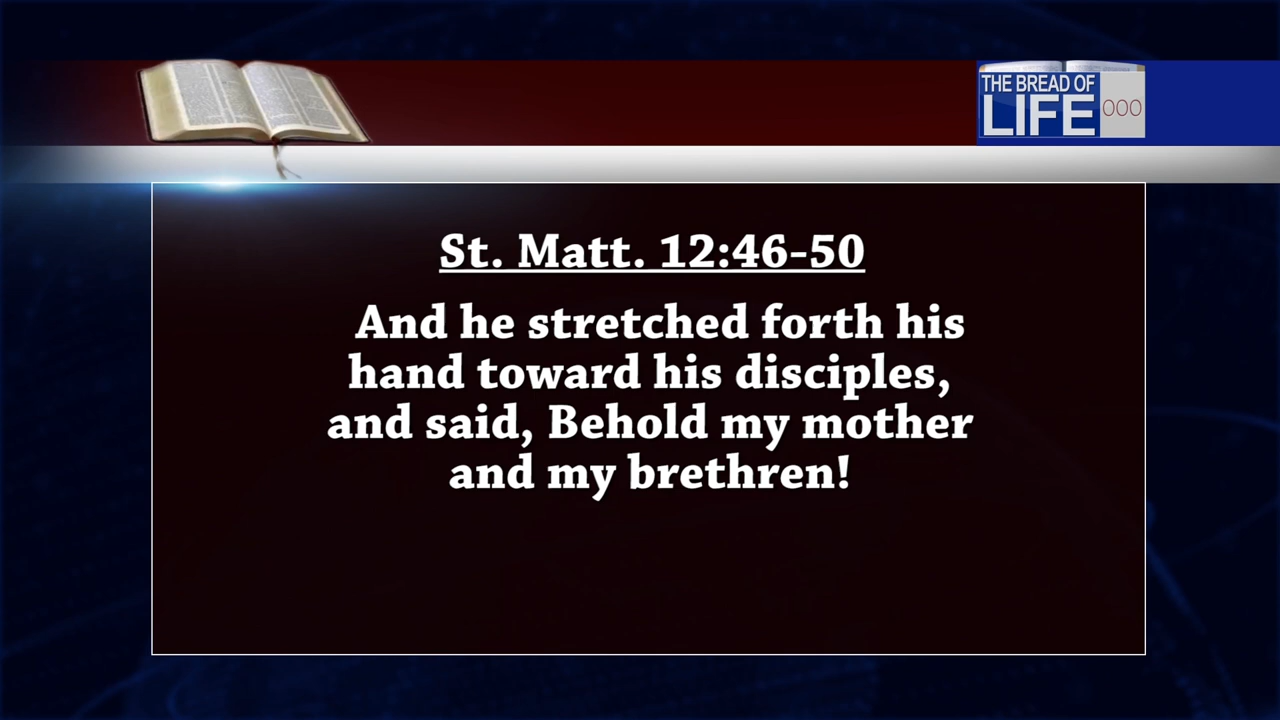 THE BREAD OF
LIFE 000
St. Matt. 12:46-50
And he stretched forth his
hand toward his disciples,
and said, Behold my mother
and my brethren!